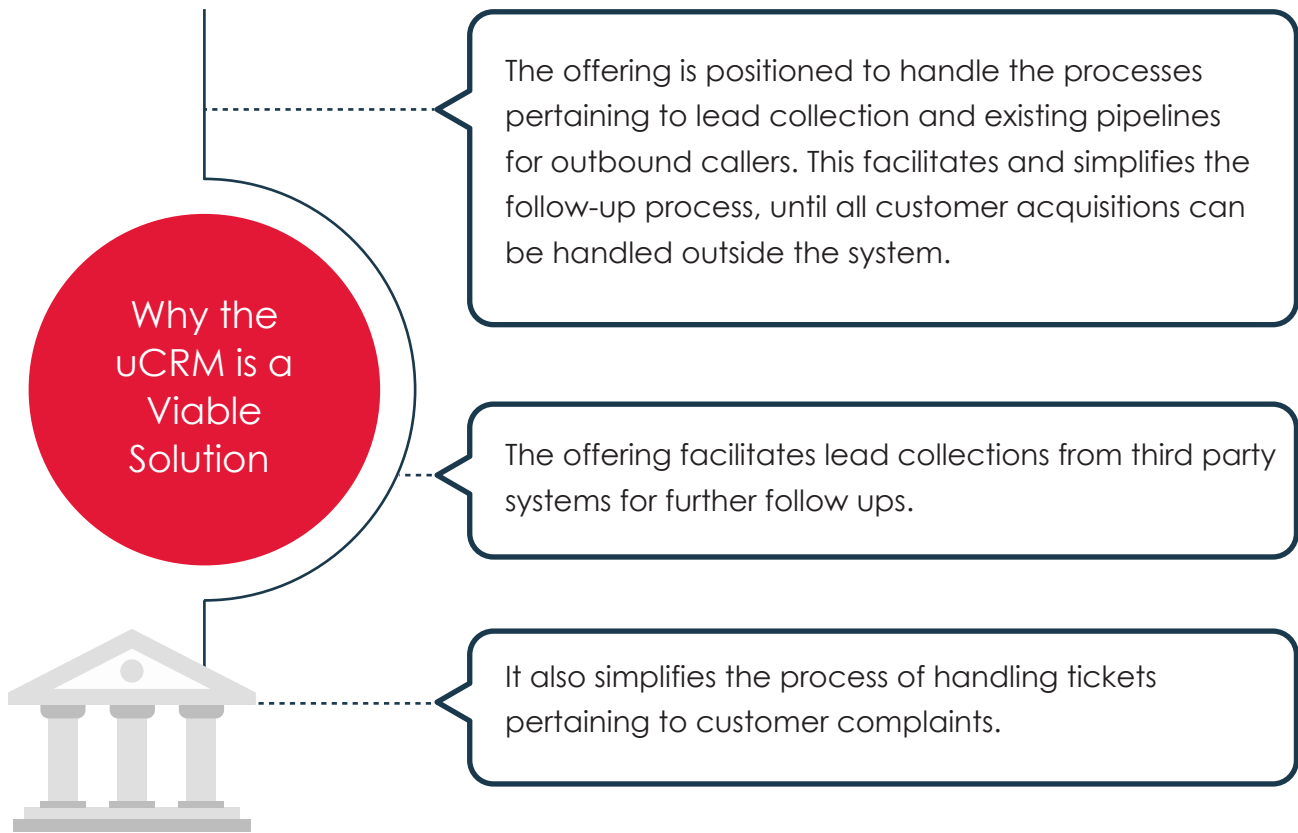 The offering is positioned to handle the processes
pertaining to lead collection and existing pipelines
for outbound callers. This facilitates and simplifies the
follow-up process, until all customer acquisitions can
be handled outside the system.
Why the
uCRM is a
Viable
Solution
The offering facilitates lead collections from third party
systems for further follow ups.
It also simplifies the process of handling tickets
pertaining to customer complaints.